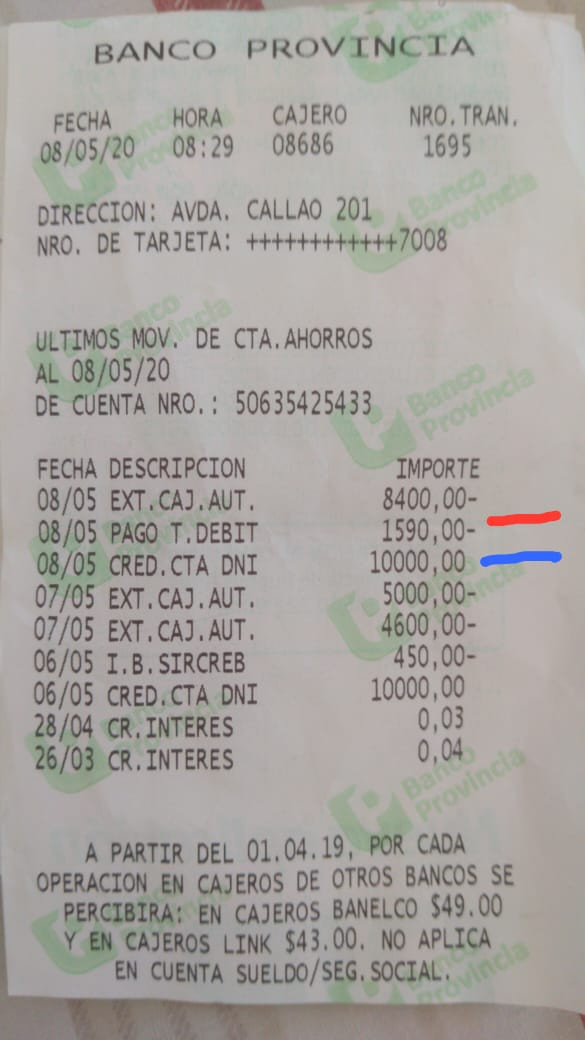 BANCO PROVINCIA
FECHA HORA CAJERO NRO.TRAN.
08/05/20 08:29 08686 1695
DIRECCION: AVDA. CALLAO 201
NRO. DE TARJETA: ++++++++++++7008
ULTIMOS MOV. DE CTA.AHORROS
AL 08/05/20
DE CUENTA NRO.: 50635425433
FECHA DESCRIPCION IMPORTE
08/05 EXT.CAJ.AUT. 8400,00-
08/05 PAGO T.DEBIT 1590,00-
08/05 CRED.CTA DNI 10000,00
07/05 EXT.CAJ.AUT. 5000,00-
07/05 EXT.CAJ.AUT. 4600,00-
06/05 I.B.SIRCREB 450,00-
06/05 CRED.CTA DNI 10000,00
28/04 CR.INTERES 0,03
26/03 CR.INTERES 0,04
A PARTIR DEL 01.04.19, POR CADA
OPERACION EN CAJEROS DE OTROS BANCOS SE
PERCIBIRA: EN CAJEROS BANELCO $49.00
Y EN CAJEROS LINK $43.00. NO APLICA
EN CUENTA SUELDO/SEG.SOCIAL.
Banco Provincia